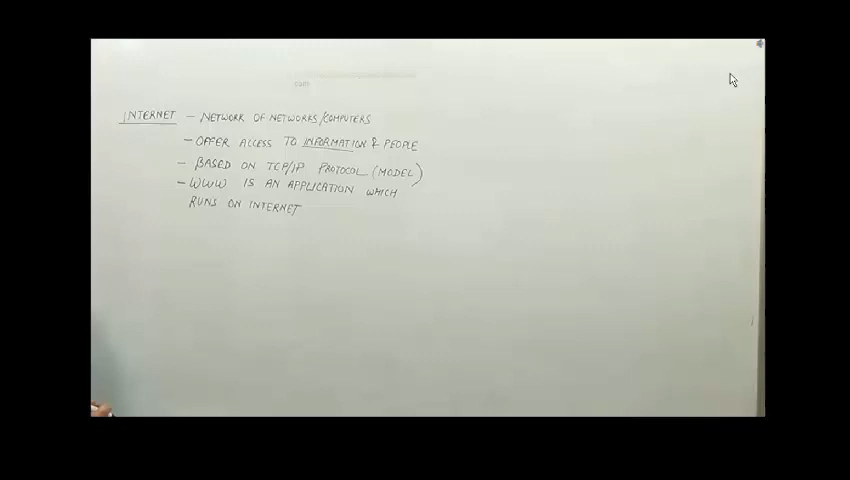 com
INTERNET - NETWORK OF NETWORKS/COMPUTERS
- OFFER ACCESS TO INFORMATION & PEOPLE
- BASED ON TCP/IP PROTOCOL (MODEL)
- WWW IS AN APPLICATION WHICH
RUNS ON INTERNET